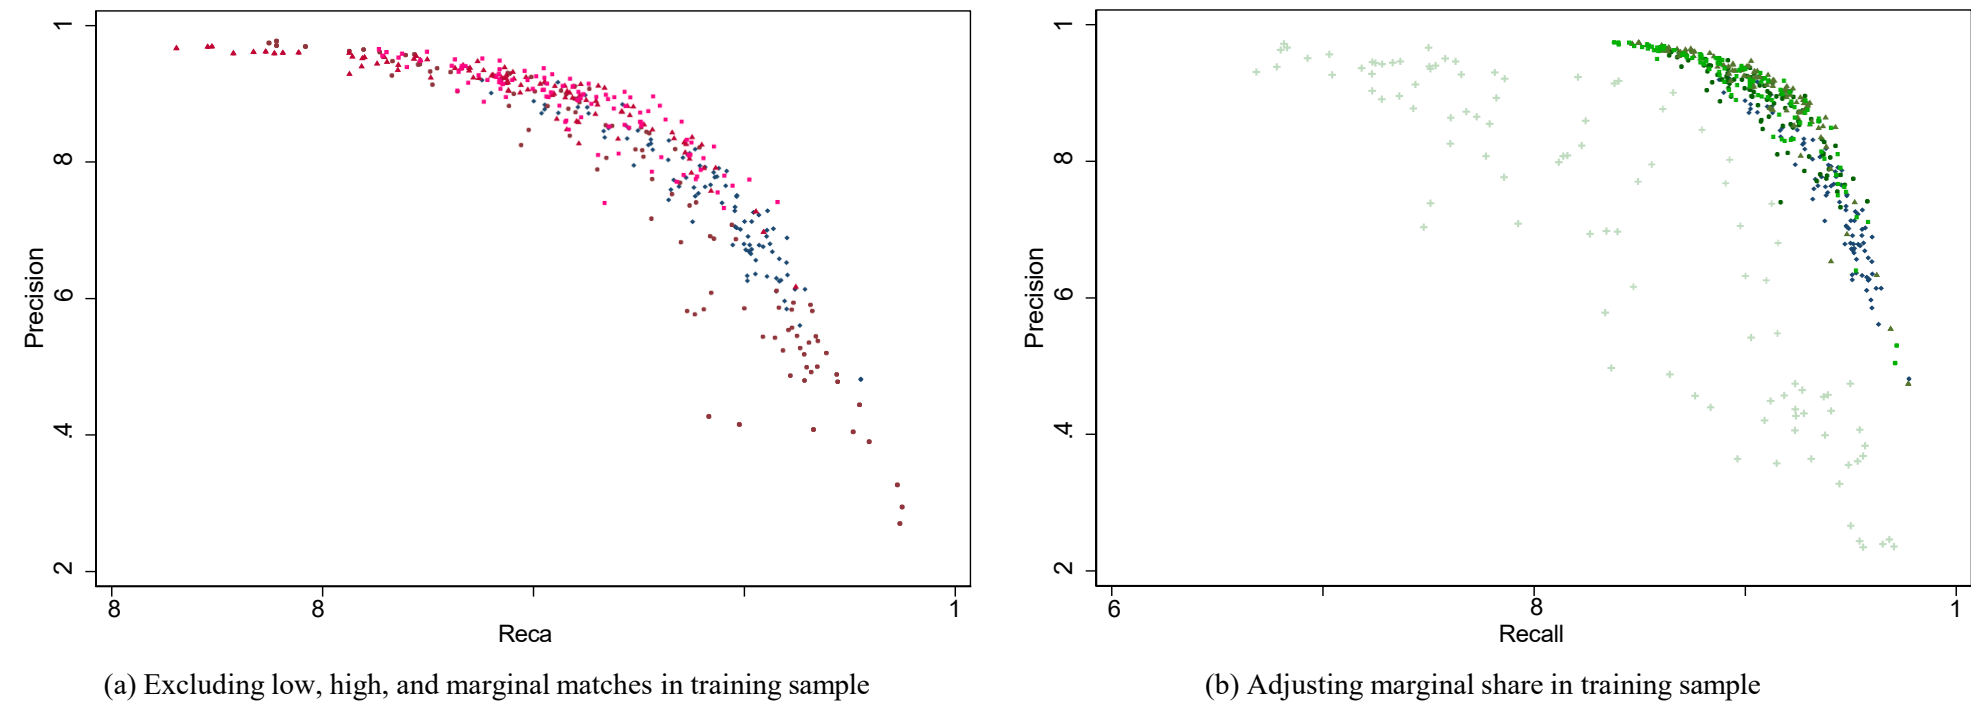 1
8
6
.4
2
Precision
8
8
1
Reca
(a) Excluding low, high, and marginal matches in training sample
1
8
6
.4
2
Precision
6
8
1
Recall
(b) Adjusting marginal share in training sample